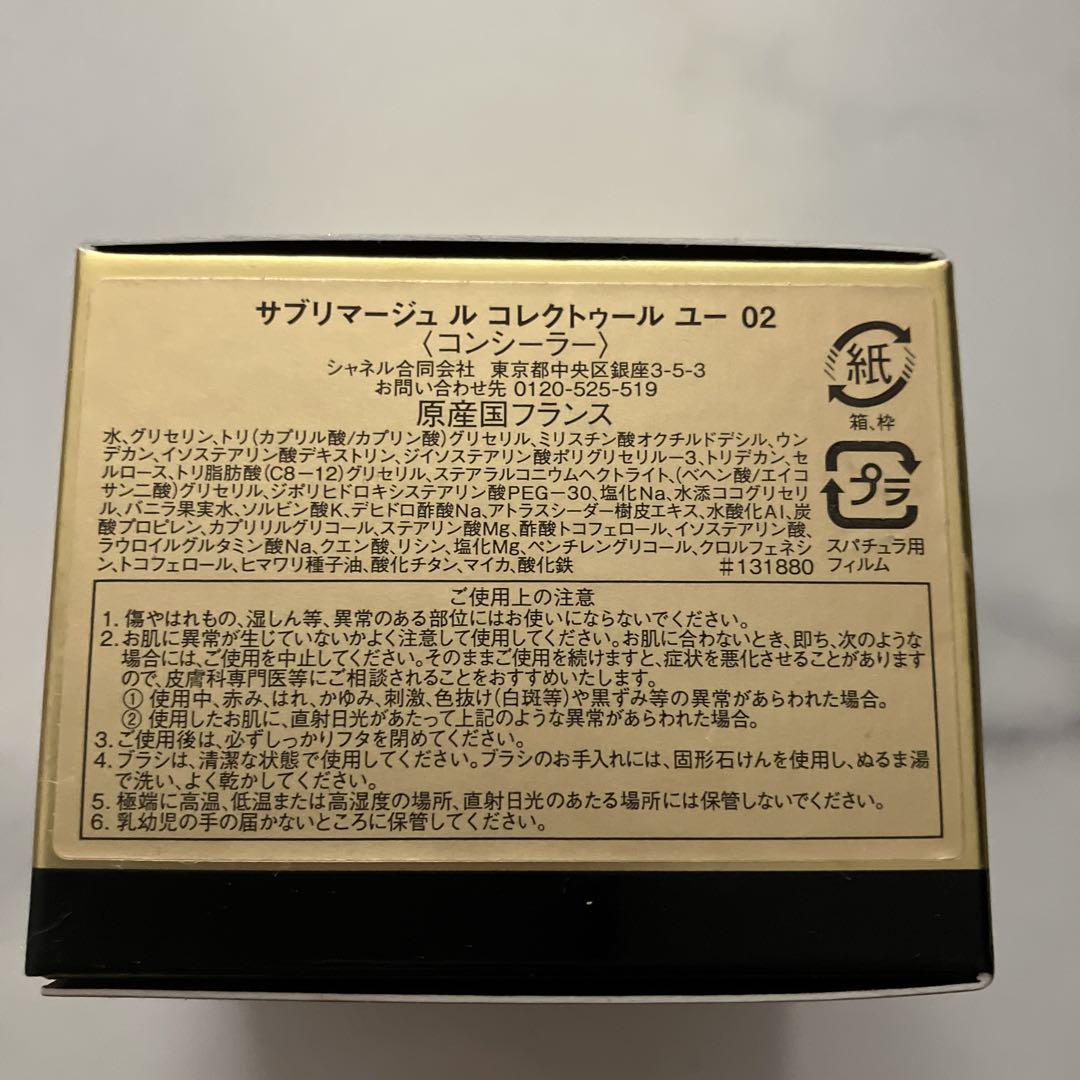 サブリマージュ ル コレクトゥール ユー 02
〈コンシーラー〉
シャネル合同会社 東京都中央区銀座3-5-3
お問い合わせ先 0120-525-519
原産国フランス
水、グリセリン、トリ(カプリル酸/カプリン酸)グリセリル、ミリスチン酸オクチルドデシル、ウン
デカン、イソステアリン酸デキストリン、ジイソステアリン酸ポリグリセリルー3、トリデカン、セ
ルロース、トリ脂肪酸(C8-12)グリセリル、ステアラルコニウムヘクトライト、(ベヘン酸/エイコ
サン二酸)グリセリル、ジポリヒドロキシステアリン酸PEG-30、塩化Na、水添ココグリセリ
ル、バニラ果実水、ソルビン酸K、デヒドロ酢酸Na、アトラスシーダー樹皮エキス、水酸化Al、炭
酸プロピレン、カプリリルグリコール、ステアリン酸Mg、酢酸トコフェロール、イソステアリン酸、
ラウロイルグルタミン酸Na、クエン酸、リシン、塩化Mg、ペンチレングリコール、クロルフェネシ
ン、トコフェロール、ヒマワリ種子油、酸化チタン、マイカ、酸化鉄 #131880
紙
箱、枠
プラ
スパチュラ用
フィルム
ご使用上の注意
1. 傷やはれもの、湿しん等、異常のある部位にはお使いにならないでください。
2. お肌に異常が生じていないかよく注意して使用してください。お肌に合わないとき、即ち、次のような
場合には、ご使用を中止してください。そのままご使用を続けますと、症状を悪化させることがあります
ので、皮膚科専門医等にご相談されることをおすすめいたします。
① 使用中、赤み、はれ、かゆみ、刺激、色抜け(白斑等)や黒ずみ等の異常があらわれた場合。
② 使用したお肌に、直射日光があたって上記のような異常があらわれた場合。
3. ご使用後は、必ずしっかりフタを閉めてください。
4. ブラシは、清潔な状態で使用してください。ブラシのお手入れには、固形石けんを使用し、ぬるま湯
で洗い、よく乾かしてください。
5. 極端に高温、低温または高湿度の場所、直射日光のあたる場所には保管しないでください。
6. 乳幼児の手の届かないところに保管してください。